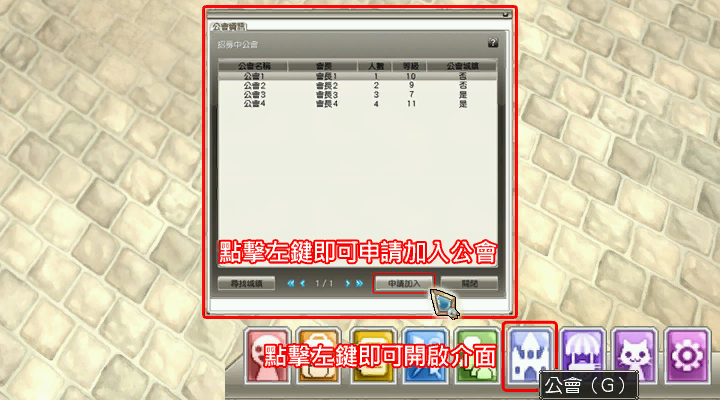 公會資訊
招募中公會
?
公會名稱 會長 人數 等級 公會城鎮
公會1 會長1 1 10 否
公會2 會長2 2 9 否
公會3 會長3 3 7 是
公會4 會長4 4 11 是
點擊左鍵即可申請加入公會
尋找城鎮 1 / 1 申請加入 關閉
點擊左鍵即可開啟介面
公會（G）